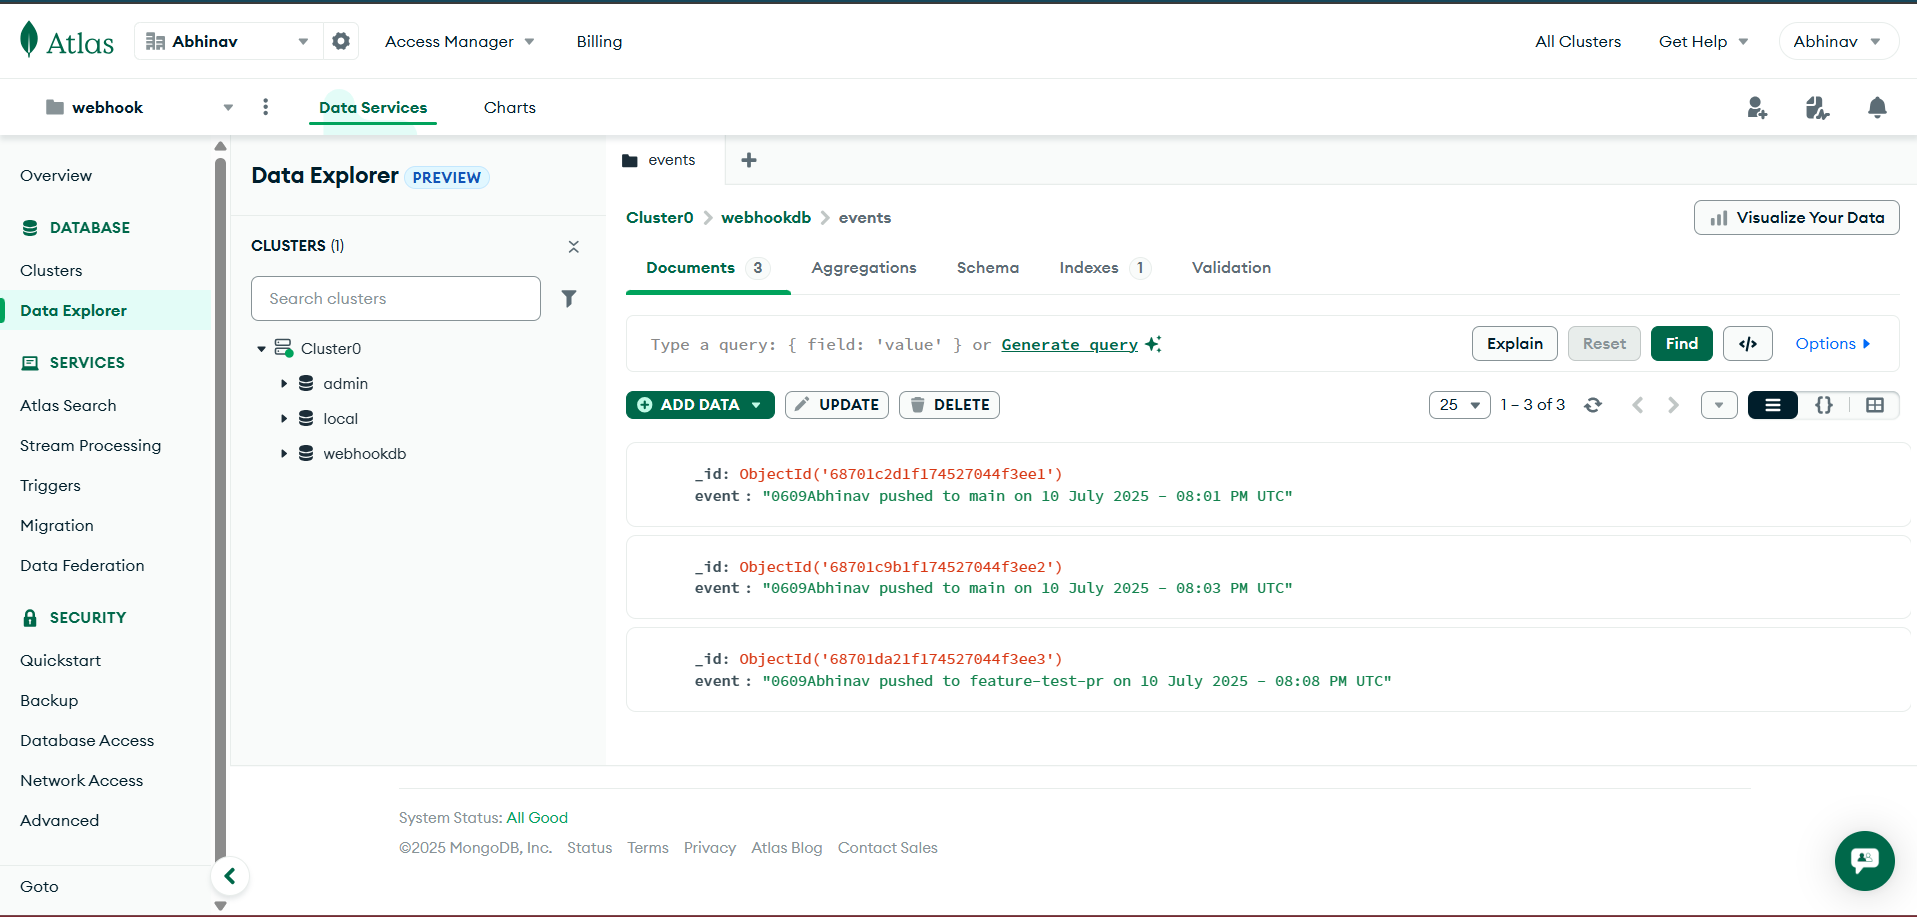 Atlas
Abhinav
Access Manager
Billing
All Clusters
Get Help
Abhinav
webhook
Data Services
Charts
Overview
DATABASE
Clusters
Data Explorer
SERVICES
Atlas Search
Stream Processing
Triggers
Migration
Data Federation
SECURITY
Quickstart
Backup
Database Access
Network Access
Advanced
Goto
Data Explorer PREVIEW
CLUSTERS (1)
Search clusters
Cluster0
admin
local
webhookdb
events
Cluster0 webhookdb events
Visualize Your Data
Documents 3
Aggregations
Schema
Indexes 1
Validation
Type a query: { field: 'value' } or Generate query
Explain
Reset
Find
</>
Options
ADD DATA
UPDATE
DELETE
25
1 – 3 of 3
{}
_id: ObjectId('68701c2d1f174527044f3ee1')
event : "0609Abhinav pushed to main on 10 July 2025 - 08:01 PM UTC"
_id: ObjectId('68701c9b1f174527044f3ee2')
event : "0609Abhinav pushed to main on 10 July 2025 - 08:03 PM UTC"
_id: ObjectId('68701da21f174527044f3ee3')
event : "0609Abhinav pushed to feature-test-pr on 10 July 2025 - 08:08 PM UTC"
System Status: All Good
©2025 MongoDB, Inc. Status Terms Privacy Atlas Blog Contact Sales